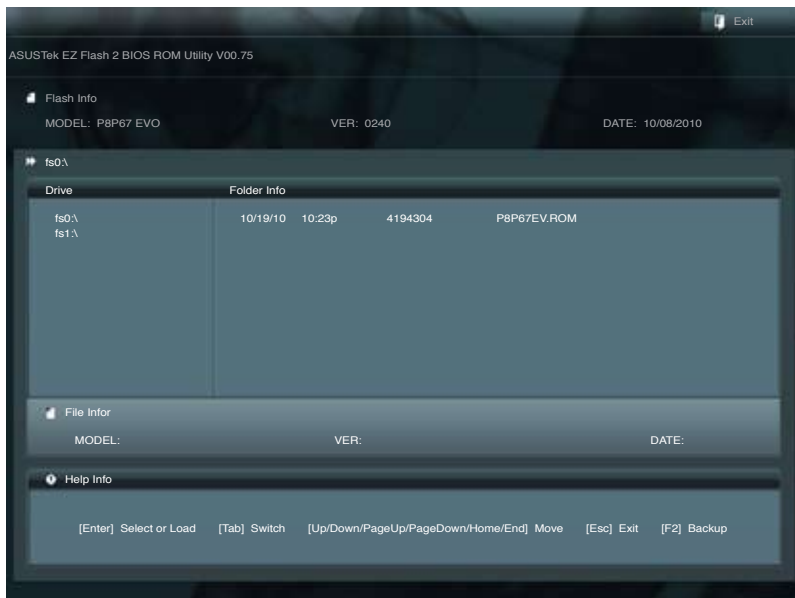 Exit
ASUSTek EZ Flash 2 BIOS ROM Utility V00.75
Flash Info
MODEL: P8P67 EVO VER: 0240 DATE: 10/08/2010
fs0:\
Drive Folder Info
fs0:\ 10/19/10 10:23p 4194304 P8P67EV.ROM
fs1:\
File Infor
MODEL: VER: DATE:
Help Info
[Enter] Select or Load [Tab] Switch [Up/Down/PageUp/PageDown/Home/End] Move [Esc] Exit [F2] Backup